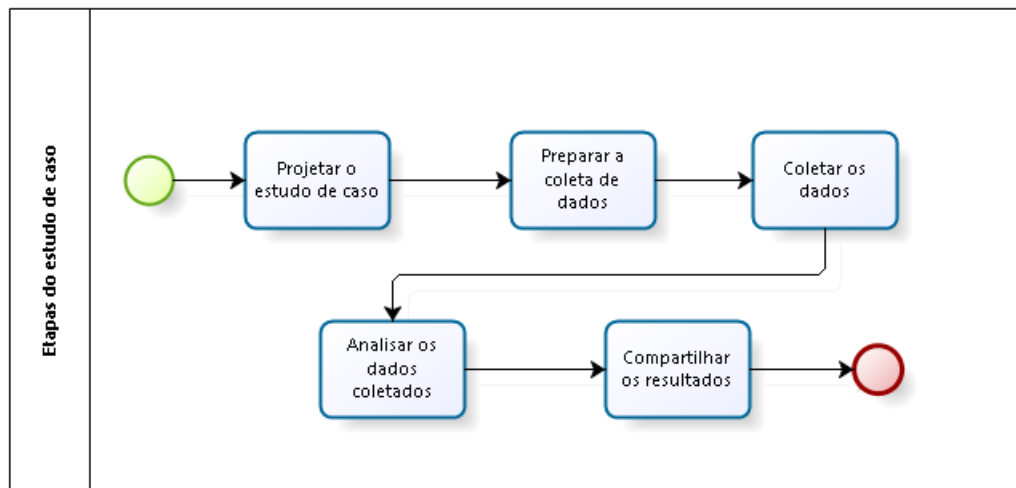 Etapas do estudo de caso
Projetar o
estudo de caso
Preparar a
coleta de
dados
Coletar os
dados
Analisar os
dados
coletados
Compartilhar
os resultados